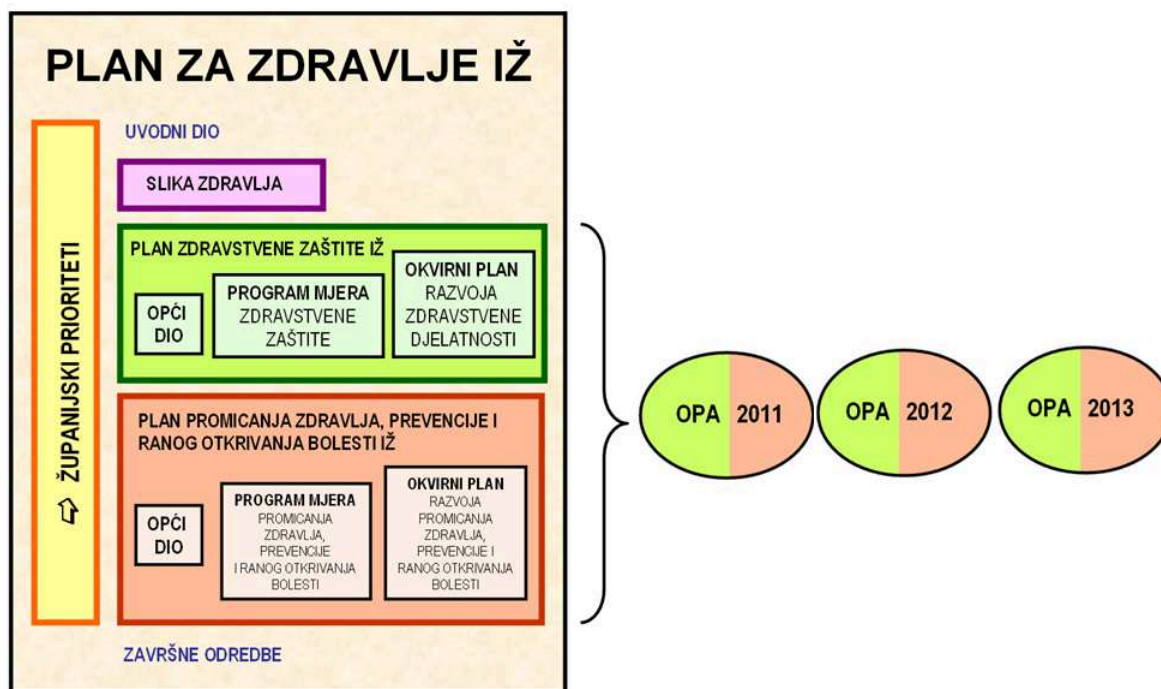 PLAN ZA ZDRAVLJE IŽ
UVODNI DIO
ŽUPANIJSKI PRIORITETI
SLIKA ZDRAVLJA
PLAN ZDRAVSTVENE ZAŠTITE IŽ
OPĆI
DIO
PROGRAM MJERA
ZDRAVSTVENE
ZAŠTITE
OKVIRNI PLAN
RAZVOJA
ZDRAVSTVENE
DJELATNOSTI
PLAN PROMICANJA ZDRAVLJA, PREVENCIJE I
RANOG OTKRIVANJA BOLESTI IŽ
OPĆI
DIO
PROGRAM MJERA
PROMICANJA
ZDRAVLJA,
PREVENCIJE
I RANOG OTKRIVANJA
BOLESTI
OKVIRNI PLAN
RAZVOJA
PROMICANJA
ZDRAVLJA,
PREVENCIJE I
RANOG OTKRIVANJA
BOLESTI
ZAVRŠNE ODREDBE
OPA 2011
OPA 2012
OPA 2013